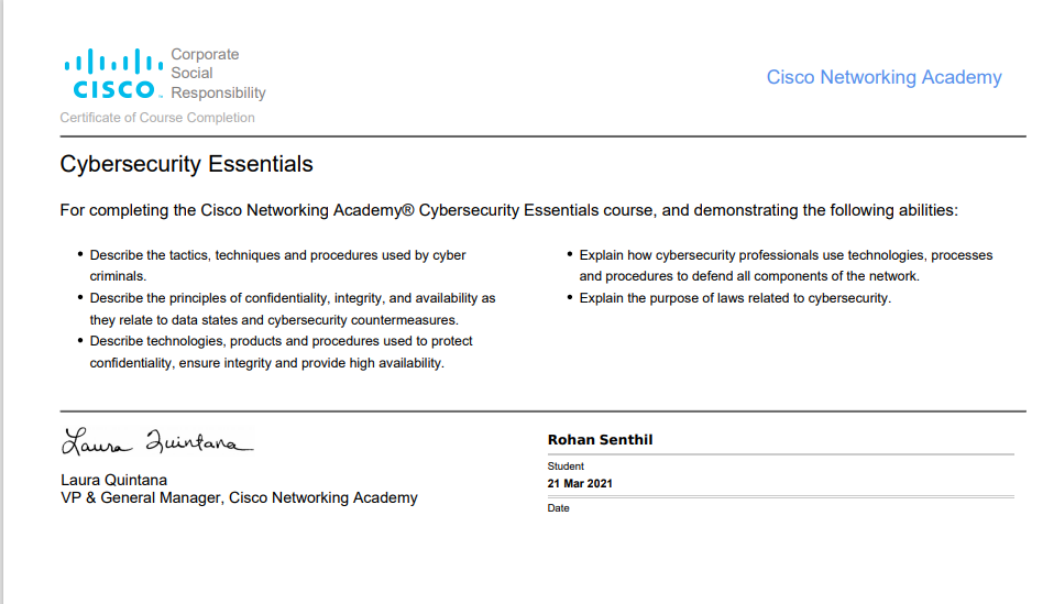 Corporate
Social
CISCO™ Responsibility
Cisco Networking Academy
Certificate of Course Completion
Cybersecurity Essentials
For completing the Cisco Networking Academy® Cybersecurity Essentials course, and demonstrating the following abilities:
• Describe the tactics, techniques and procedures used by cyber
criminals.
• Describe the principles of confidentiality, integrity, and availability as
they relate to data states and cybersecurity countermeasures.
• Describe technologies, products and procedures used to protect
confidentiality, ensure integrity and provide high availability.
• Explain how cybersecurity professionals use technologies, processes
and procedures to defend all components of the network.
• Explain the purpose of laws related to cybersecurity.
Laura Quintana
Laura Quintana
VP & General Manager, Cisco Networking Academy
Rohan Senthil
Student
21 Mar 2021
Date